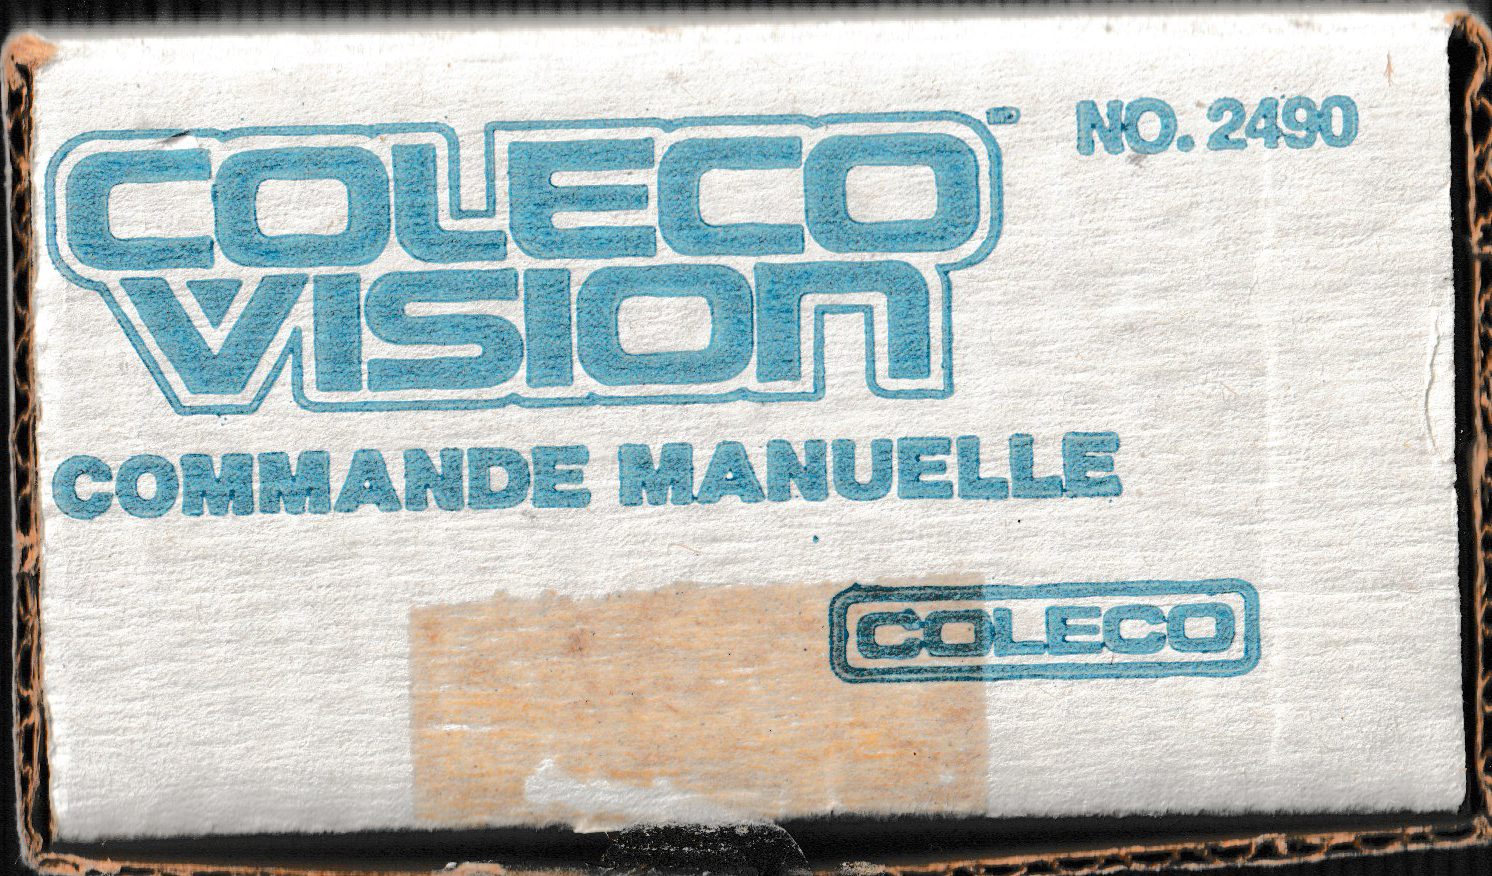 COLECO
VISION
NO. 2490
COMMANDE MANUELLE
COLECO